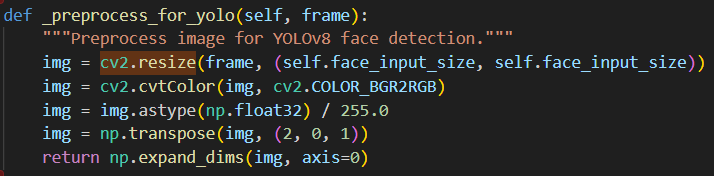 def _preprocess_for_yolo(self, frame):
    """Preprocess image for YOLOv8 face detection."""
    img = cv2.resize(frame, (self.face_input_size, self.face_input_size))
    img = cv2.cvtColor(img, cv2.COLOR_BGR2RGB)
    img = img.astype(np.float32) / 255.0
    img = np.transpose(img, (2, 0, 1))
    return np.expand_dims(img, axis=0)